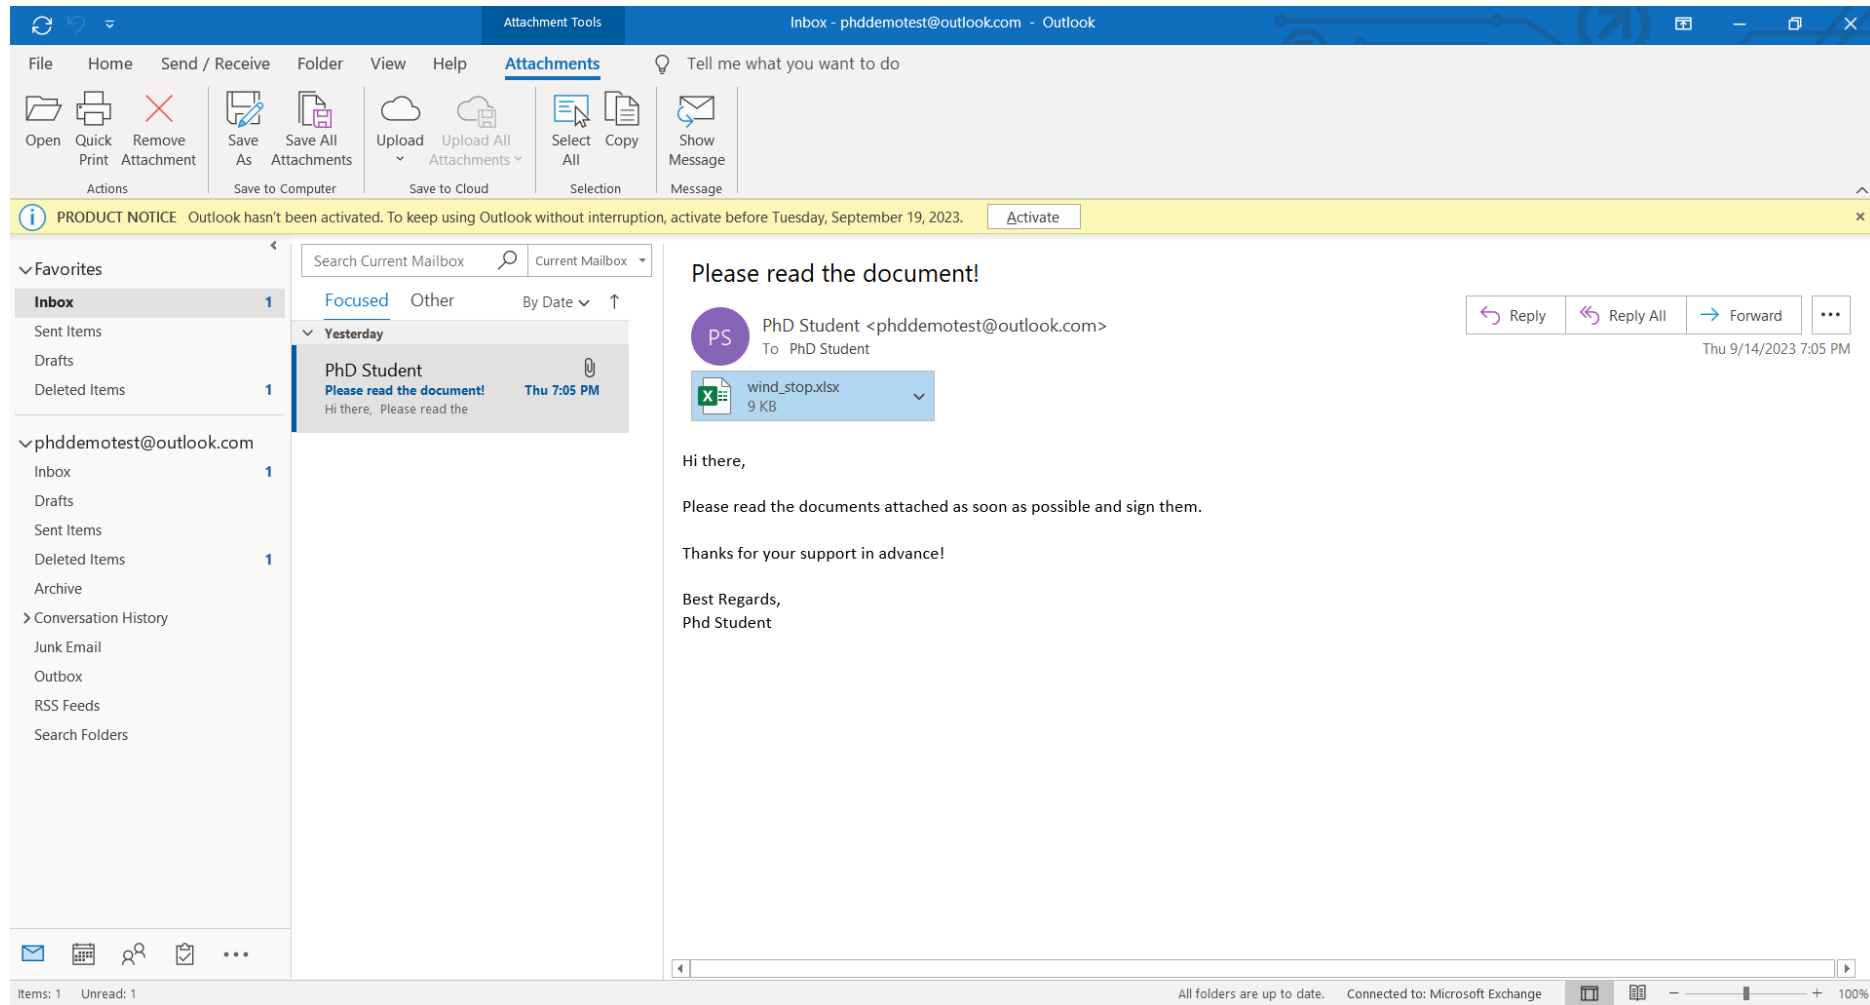 Attachment Tools
Inbox - phddemotest@outlook.com - Outlook
File Home Send / Receive Folder View Help Attachments Tell me what you want to do
Open
Quick Print
Remove Attachment
Save As
Save All Attachments
Upload
Upload All Attachments
Select All
Copy
Show Message
Actions
Save to Computer
Save to Cloud
Selection
Message
PRODUCT NOTICE Outlook hasn't been activated. To keep using Outlook without interruption, activate before Tuesday, September 19, 2023. Activate
Favorites
Inbox 1
Sent Items
Drafts
Deleted Items 1
phddemotest@outlook.com
Inbox 1
Drafts
Sent Items
Deleted Items 1
Archive
Conversation History
Junk Email
Outbox
RSS Feeds
Search Folders
Search Current Mailbox Current Mailbox
Focused Other By Date
Yesterday
PhD Student
Please read the document! Thu 7:05 PM
Hi there, Please read the
Please read the document!
PS
PhD Student <phddemotest@outlook.com>
To PhD Student
Reply Reply All Forward
Thu 9/14/2023 7:05 PM
wind_stop.xlsx
9 KB
Hi there,
Please read the documents attached as soon as possible and sign them.
Thanks for your support in advance!
Best Regards,
Phd Student
Items: 1 Unread: 1
All folders are up to date. Connected to: Microsoft Exchange 100%